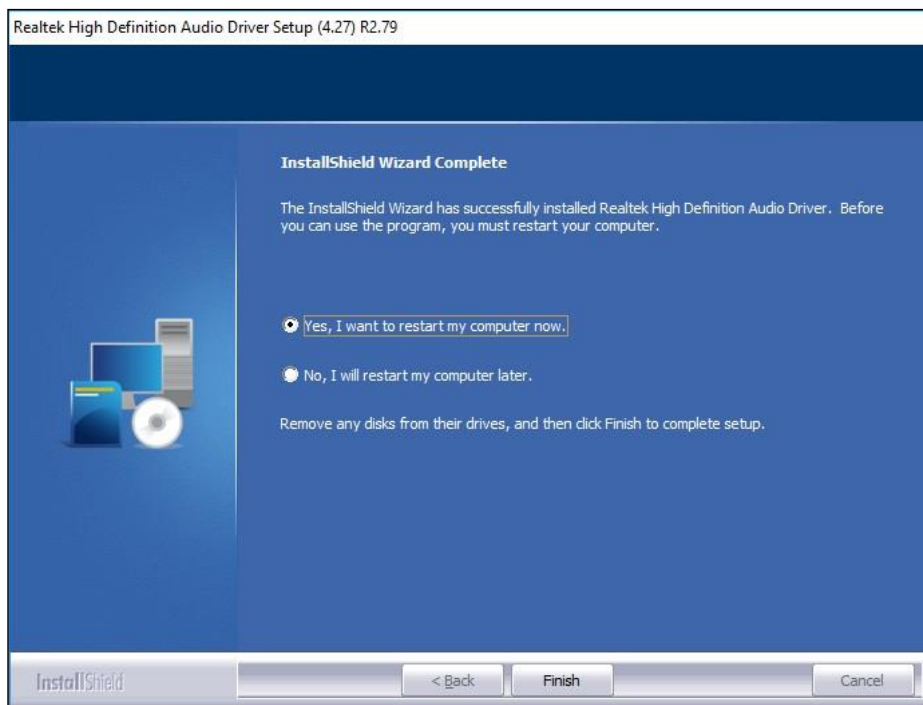 Realtek High Definition Audio Driver Setup (4.27) R2.79
InstallShield Wizard Complete
The InstallShield Wizard has successfully installed Realtek High Definition Audio Driver. Before
you can use the program, you must restart your computer.
Yes, I want to restart my computer now.
No, I will restart my computer later.
Remove any disks from their drives, and then click Finish to complete setup.
InstallShield
< Back
Finish
Cancel